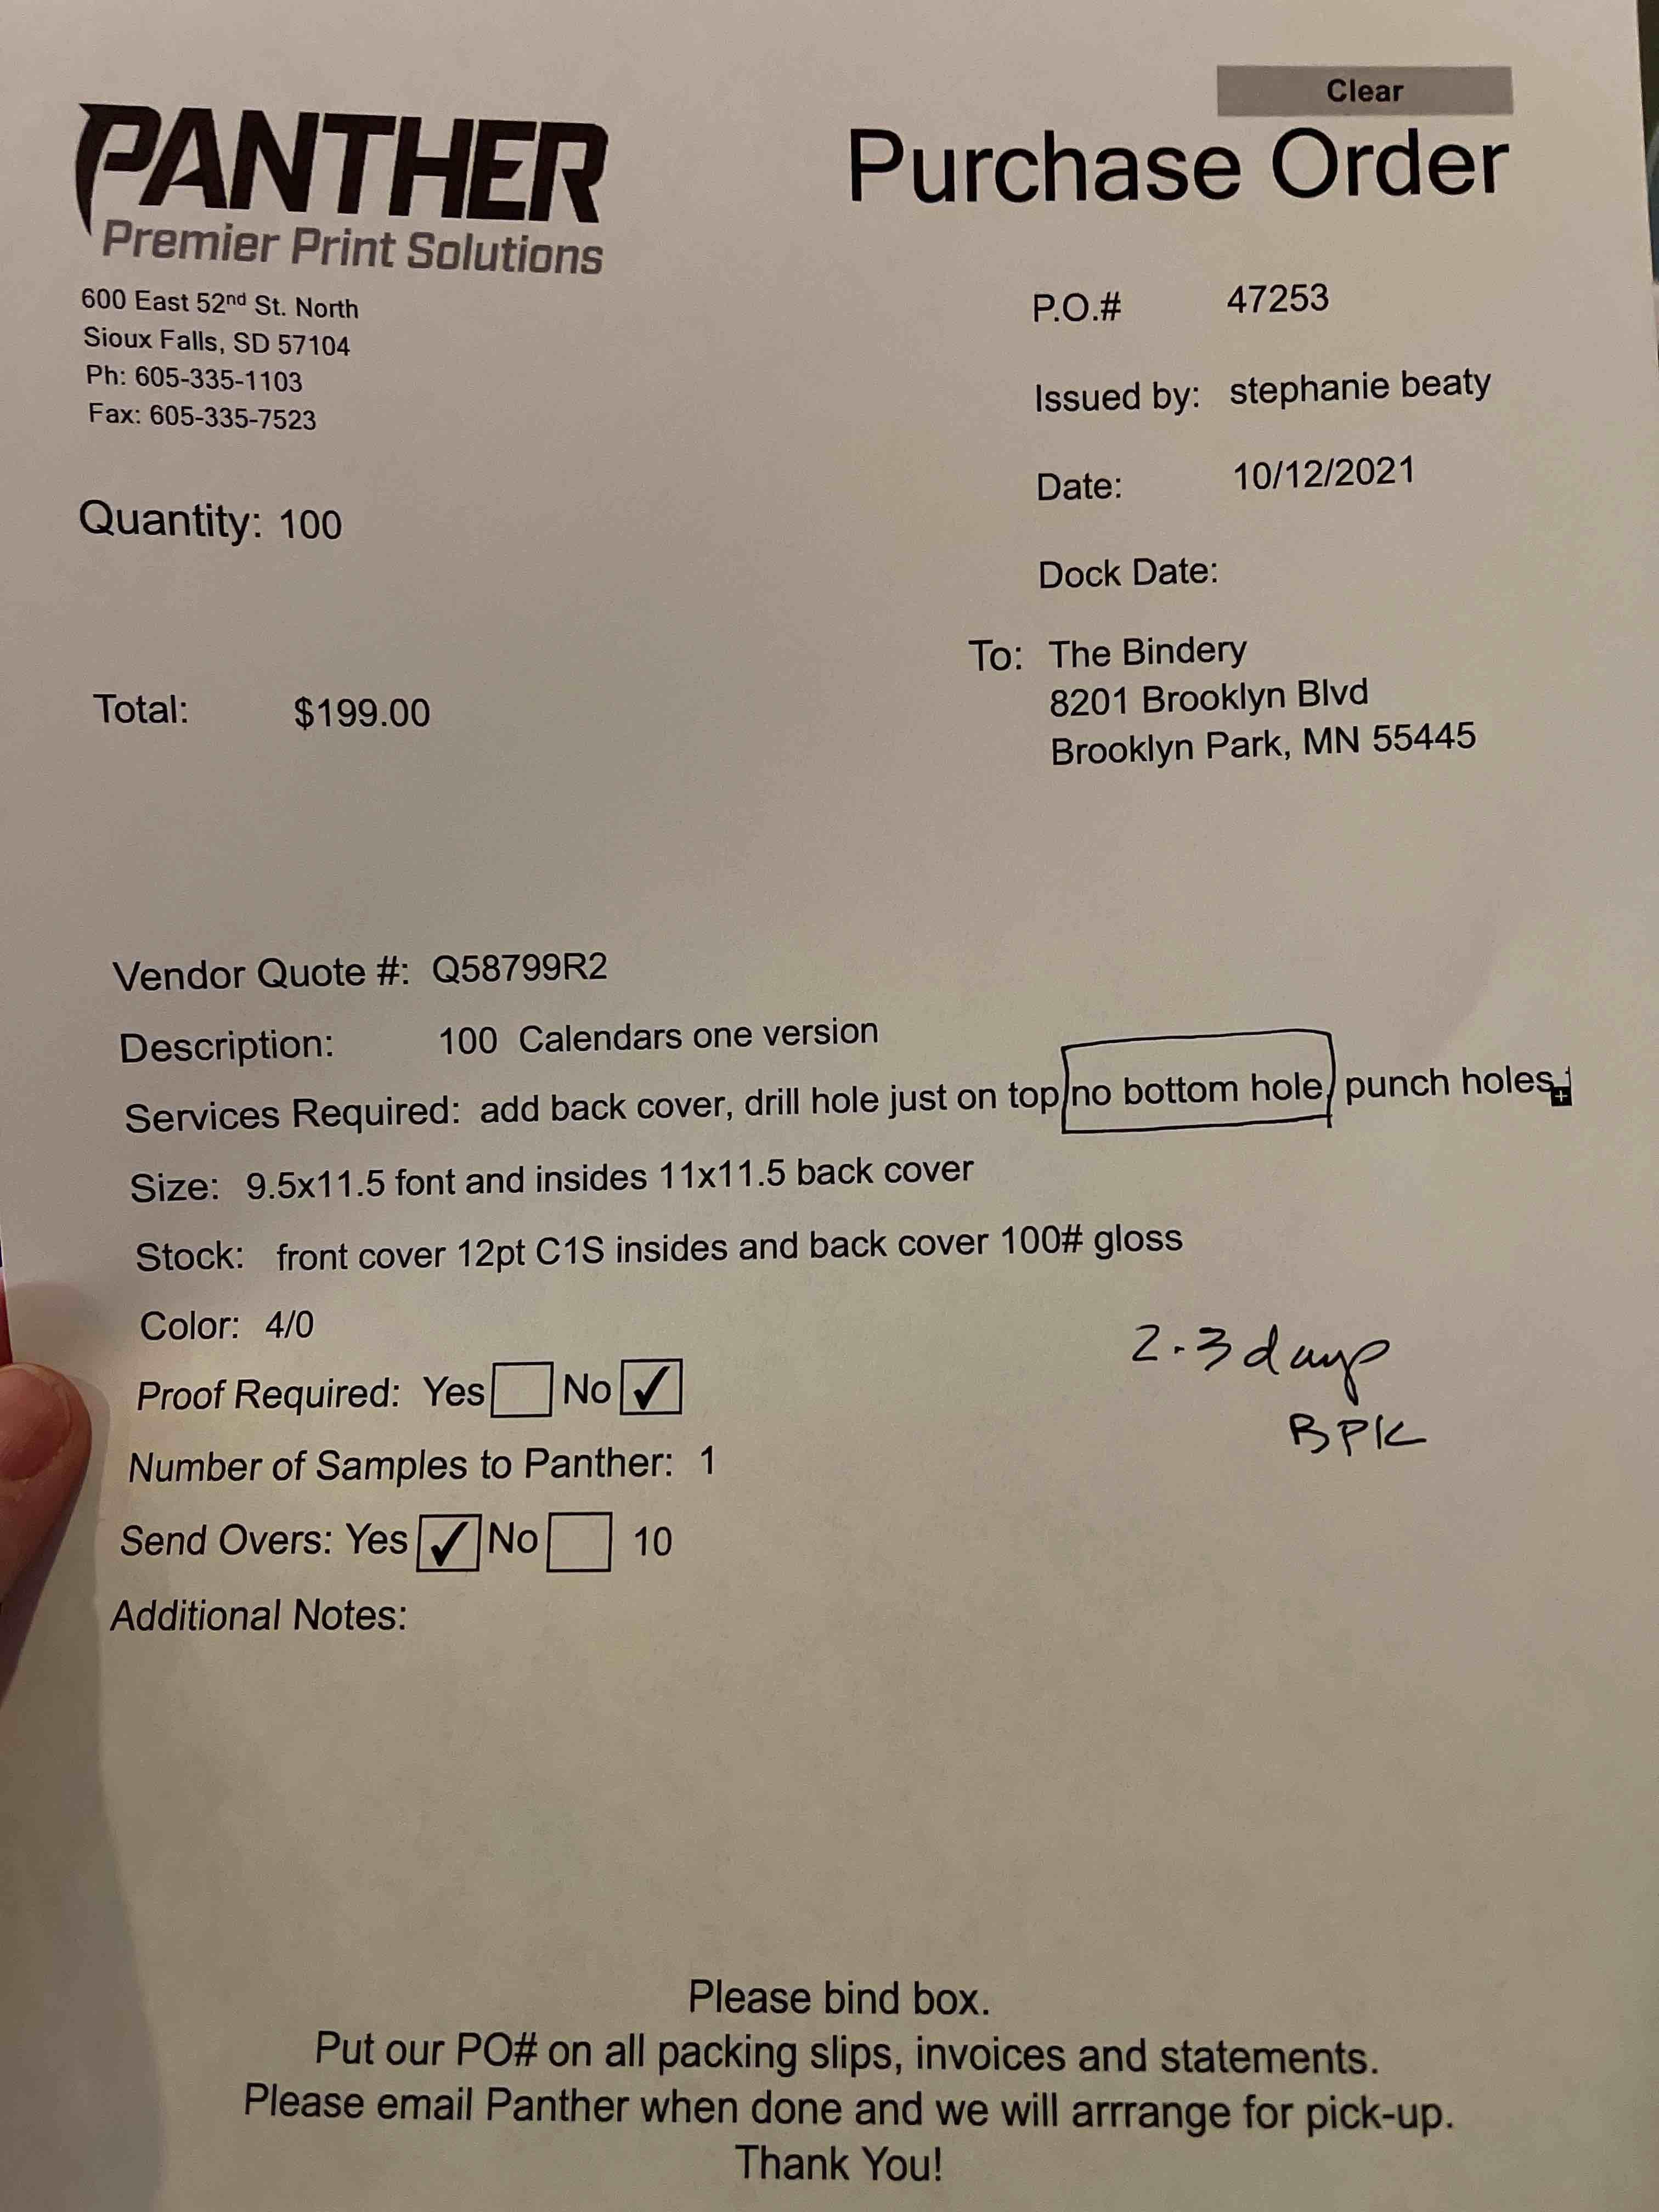 Clear
PANTHER
Premier Print Solutions
Purchase Order
600 East 52nd St. North
Sioux Falls, SD 57104
Ph: 605-335-1103
Fax: 605-335-7523
P.O.# 47253
Issued by: stephanie beaty
Date: 10/12/2021
Quantity: 100
Dock Date:
To: The Bindery
8201 Brooklyn Blvd
Brooklyn Park, MN 55445
Total: $199.00
Vendor Quote #: Q58799R2
Description: 100 Calendars one version
Services Required: add back cover, drill hole just on top no bottom hole, punch holes,
Size: 9.5x11.5 font and insides 11x11.5 back cover
Stock: front cover 12pt C1S insides and back cover 100# gloss
Color: 4/0
2-3 days
BPK
Proof Required: Yes No ✓
Number of Samples to Panther: 1
Send Overs: Yes ✓ No 10
Additional Notes:
Please bind box.
Put our PO# on all packing slips, invoices and statements.
Please email Panther when done and we will arrrange for pick-up.
Thank You!